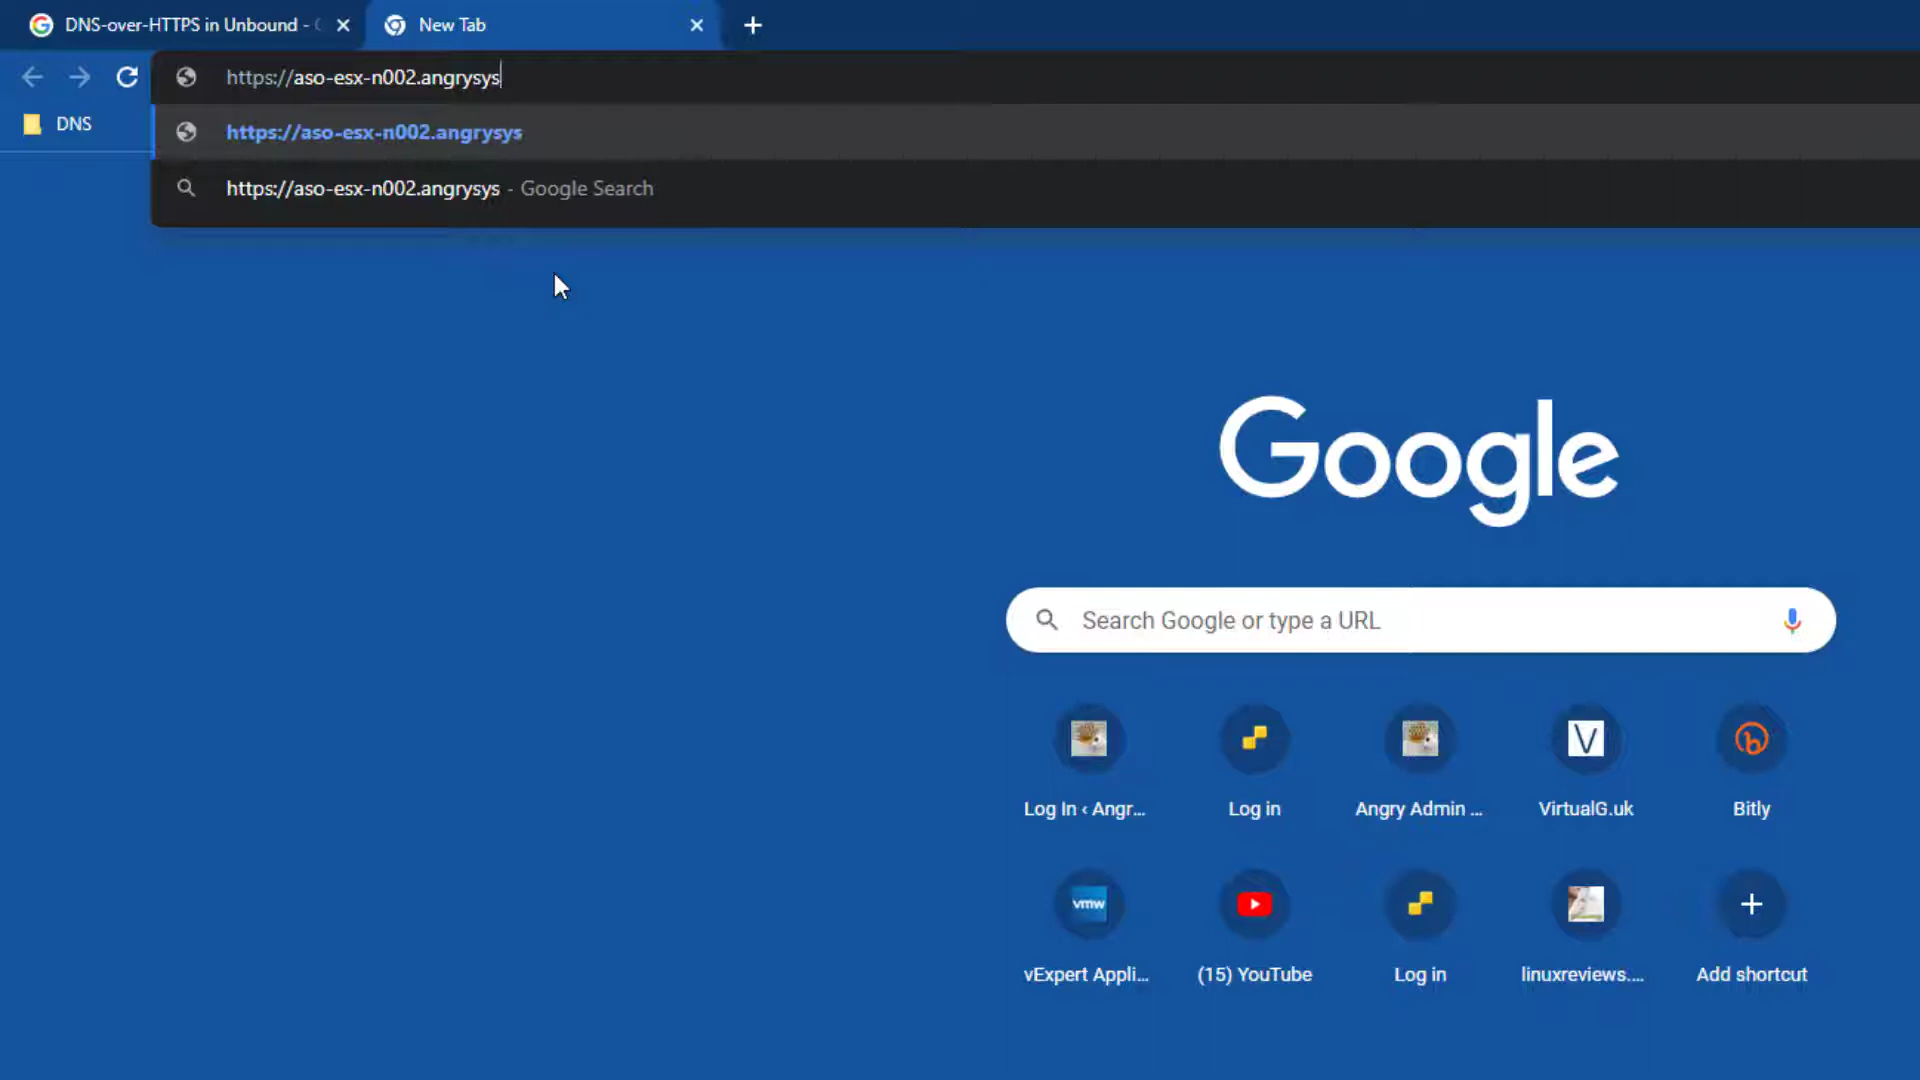 DNS-over-HTTPS in Unbound -
New Tab
https://aso-esx-n002.angrysys
DNS
https://aso-esx-n002.angrysys
https://aso-esx-n002.angrysys - Google Search
Google
Search Google or type a URL
Log In ‹ Angr...
Log in
Angry Admin ...
VirtualG.uk
Bitly
vmw
vExpert Appli...
(15) YouTube
Log in
linuxreviews....
Add shortcut